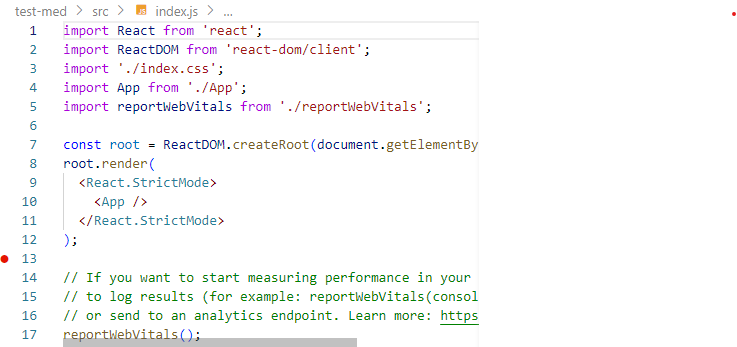 test-med > src > JS index.js > ...
1 import React from 'react';
2 import ReactDOM from 'react-dom/client';
3 import './index.css';
4 import App from './App';
5 import reportWebVitals from './reportWebVitals';
6
7 const root = ReactDOM.createRoot(document.getElementBy
8 root.render(
9   <React.StrictMode>
10     <App />
11   </React.StrictMode>
12 );
13
14 // If you want to start measuring performance in your
15 // to log results (for example: reportWebVitals(consol
16 // or send to an analytics endpoint. Learn more: https
17 reportWebVitals();